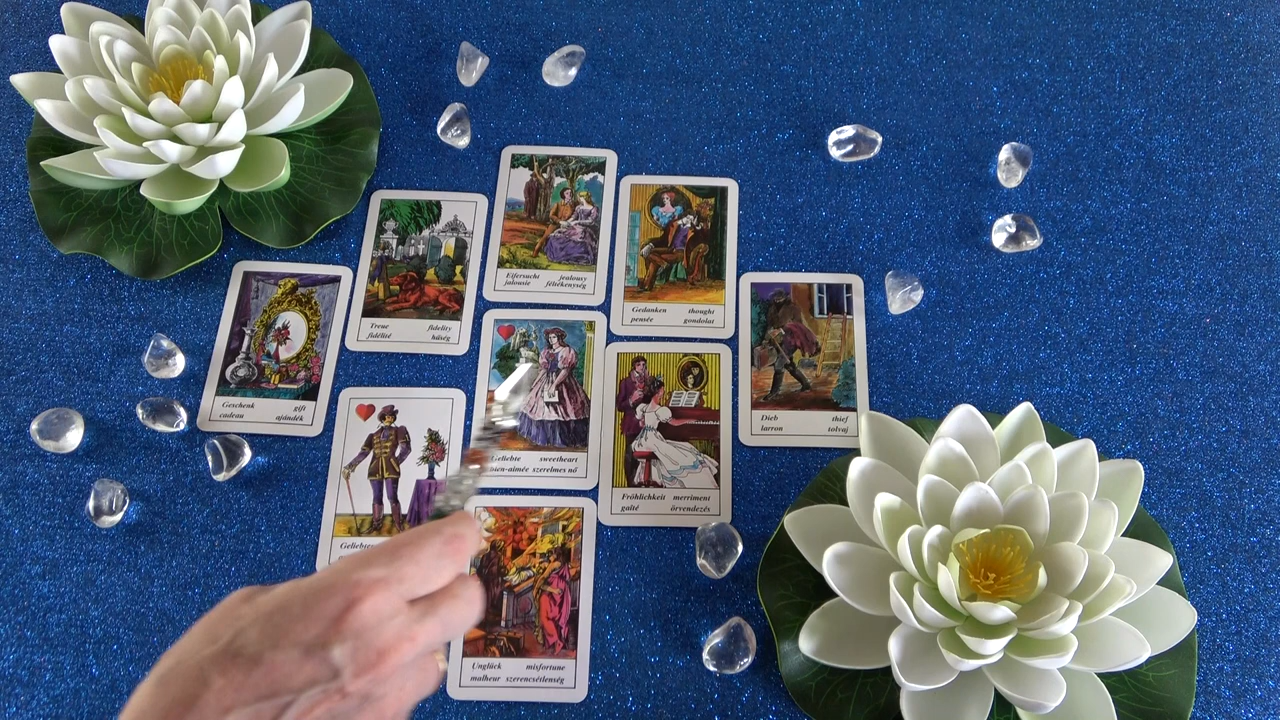 Eifersucht jealousy
jalousie féltékenység
Treue fidelity
fidélité hűség
Gedanken thought
pensée gondolat
Geschenk gift
cadeau ajándék
Dieb thief
larron tolvaj
Geliebte sweetheart
bien-aimée szerelmes nő
Fröhlichkeit merriment
gaîté örvendezés
Unglück misfortune
malheur szerencsétlenség